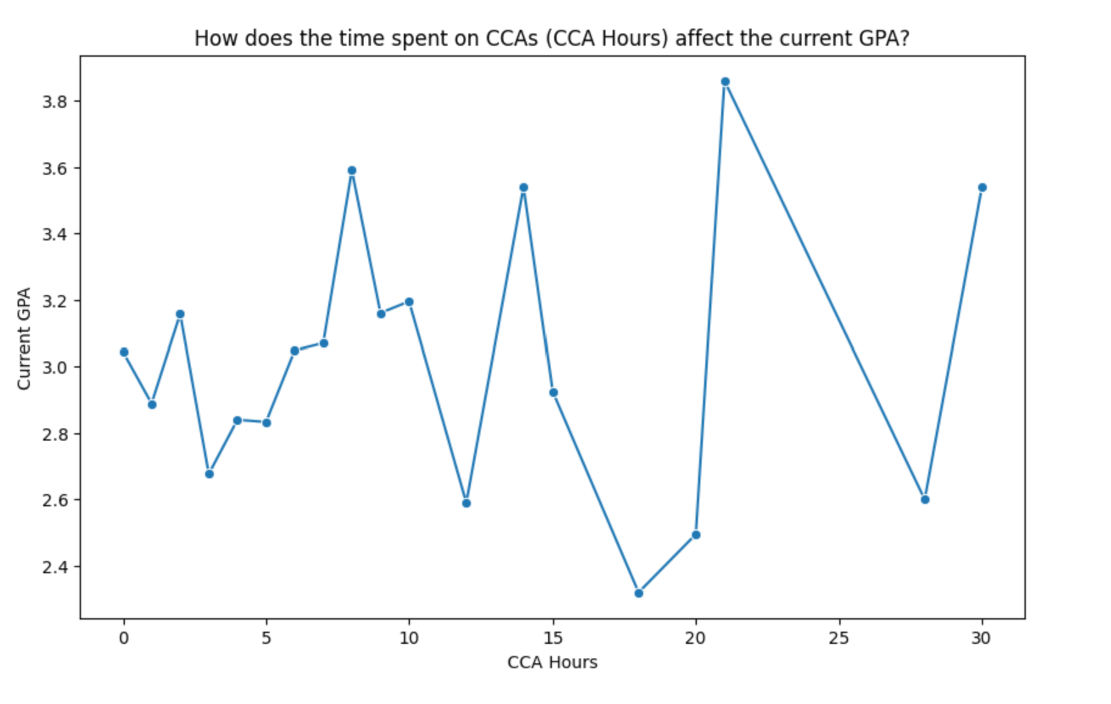 How does the time spent on CCAs (CCA Hours) affect the current GPA?
3.8
3.6
3.4
3.2
3.0
2.8
2.6
2.4
Current GPA
0 5 10 15 20 25 30
CCA Hours